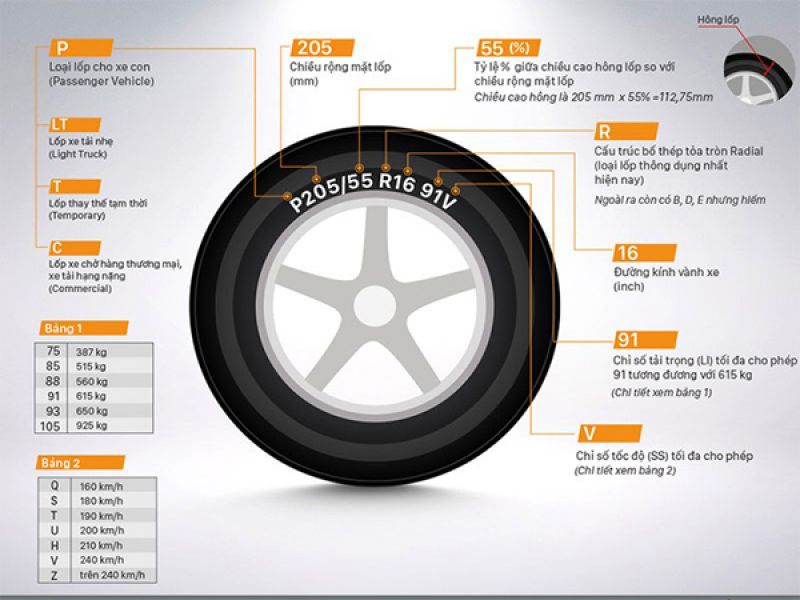 Hông lốp
P
Loại lốp cho xe con
(Passenger Vehicle)
LT
Lốp xe tải nhẹ
(Light Truck)
T
Lốp thay thế tạm thời
(Temporary)
C
Lốp xe chở hàng thương mại,
xe tải hạng nặng
(Commercial)
205
Chiều rộng mặt lốp
(mm)
55 (%)
Tỷ lệ % giữa chiều cao hông lốp so với
chiều rộng mặt lốp
Chiều cao hông là 205 mm x 55% =112,75mm
R
Cấu trúc bố thép tỏa tròn Radial
(loại lốp thông dụng nhất
hiện nay)
Ngoài ra còn có B, D, E nhưng hiếm
16
Đường kính vành xe
(inch)
91
Chỉ số tải trọng (LI) tối đa cho phép
91 tương đương với 615 kg
(Chi tiết xem bảng 1)
V
Chỉ số tốc độ (SS) tối đa cho phép
(Chi tiết xem bảng 2)
P205/55 R16 91V
Bảng 1
75 387 kg
85 515 kg
88 560 kg
91 615 kg
93 650 kg
105 925 kg
Bảng 2
Q 160 km/h
S 180 km/h
T 190 km/h
U 200 km/h
H 210 km/h
V 240 km/h
Z trên 240 km/h